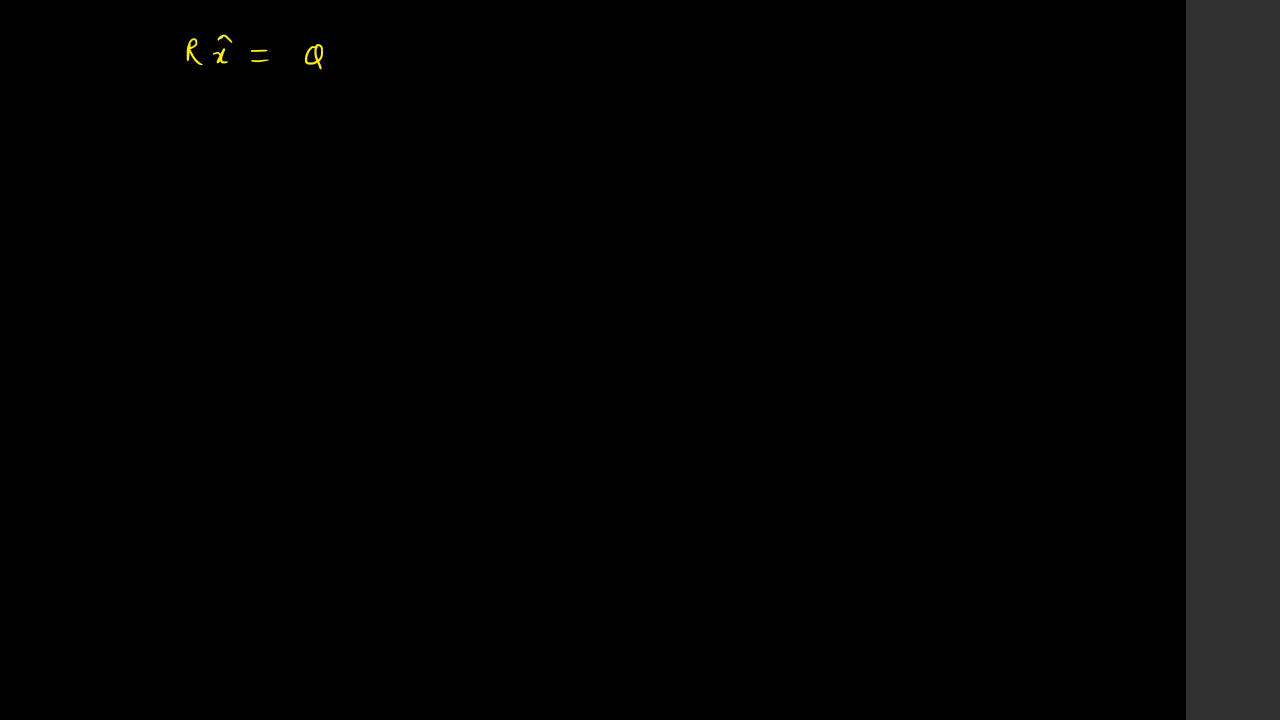 R x̂ = Q